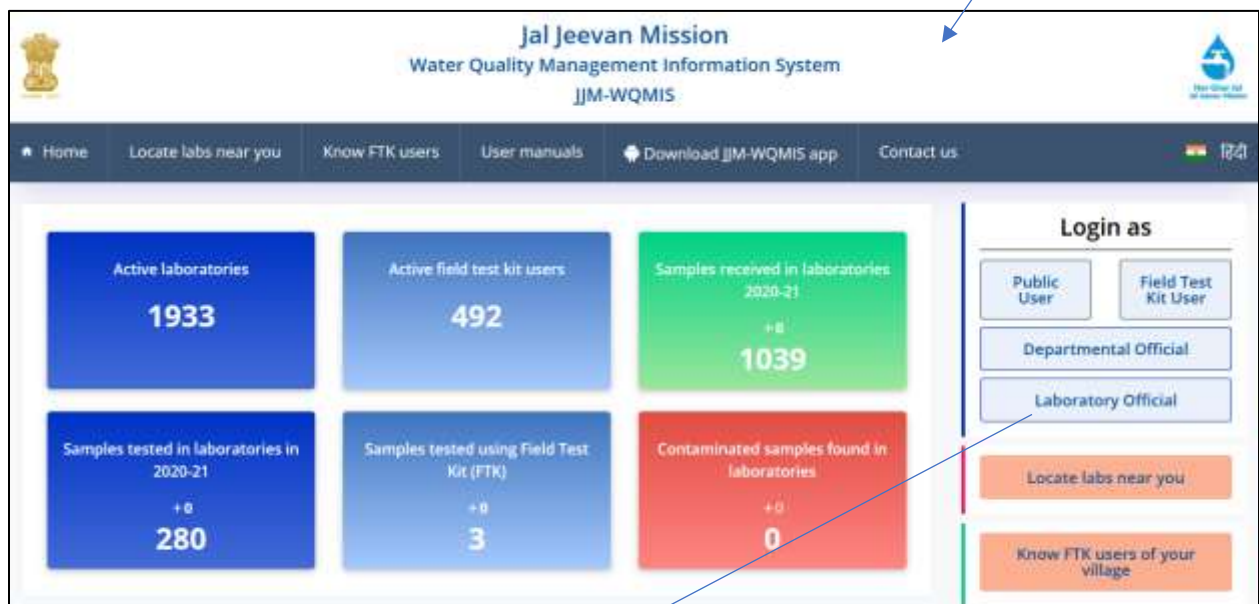 Jal Jeevan Mission
Water Quality Management Information System
JJM-WQMIS
Home Locate labs near you Know FTK users User manuals Download JJM-WQMIS app Contact us हिंदी
Active laboratories
1933
Active field test kit users
492
Samples received in laboratories
2020-21
+0
1039
Samples tested in laboratories in
2020-21
+0
280
Samples tested using Field Test
Kit (FTK)
+0
3
Contaminated samples found in
laboratories
+0
0
Login as
Public
User
Field Test
Kit User
Departmental Official
Laboratory Official
Locate labs near you
Know FTK users of your
village